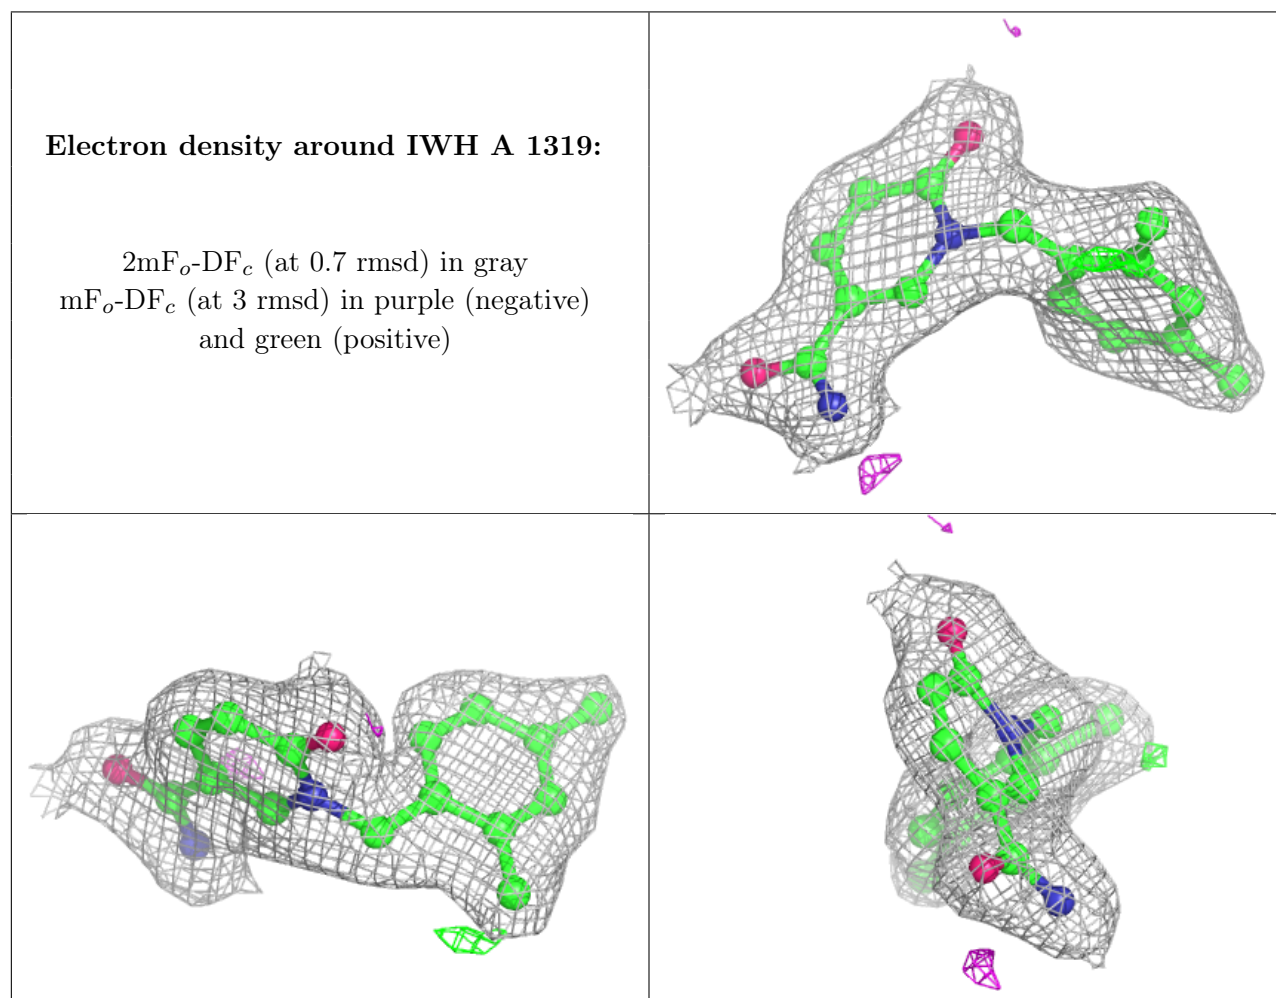 Electron density around IWH A 1319:
2mFo-DFc (at 0.7 rmsd) in gray
mFo-DFc (at 3 rmsd) in purple (negative)
and green (positive)